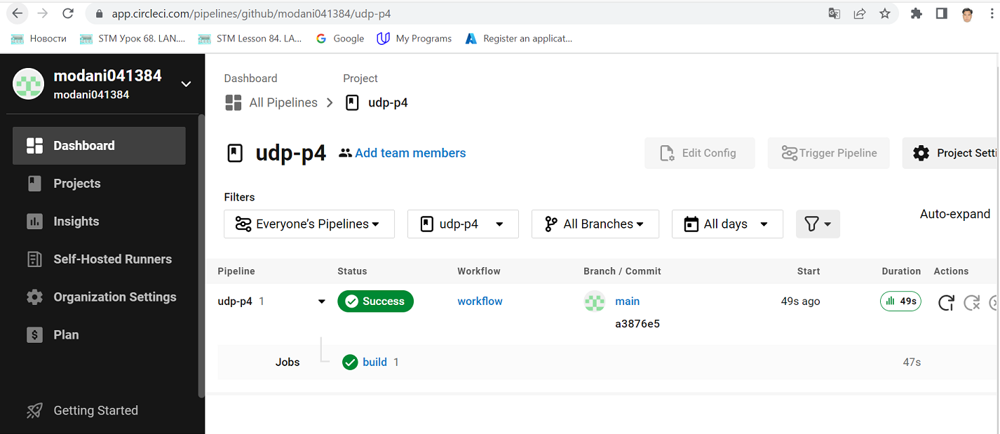 app.circleci.com/pipelines/github/modani041384/udp-p4
Новости STM Урок 68. LAN.... STM Lesson 84. LA... Google My Programs Register an applicat...
modani041384
modani041384
Dashboard
Projects
Insights
Self-Hosted Runners
Organization Settings
Plan
Getting Started
Dashboard Project
All Pipelines udp-p4
udp-p4 Add team members Edit Config Trigger Pipeline Project Setti
Filters
Everyone's Pipelines udp-p4 All Branches All days Auto-expand
Pipeline Status Workflow Branch / Commit Start Duration Actions
udp-p4 1 Success workflow main 49s ago 49s
a3876e5
Jobs build 1 47s